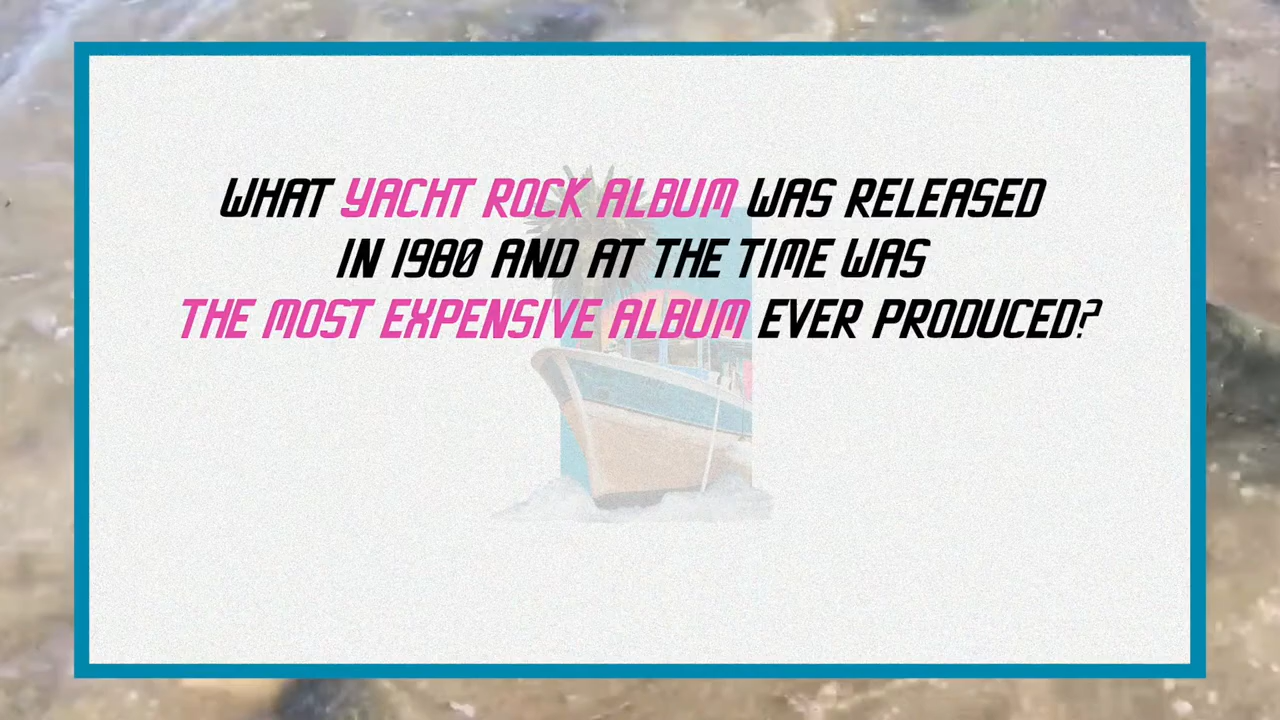 WHAT YACHT ROCK ALBUM WAS RELEASED
IN 1980 AND AT THE TIME WAS
THE MOST EXPENSIVE ALBUM EVER PRODUCED?